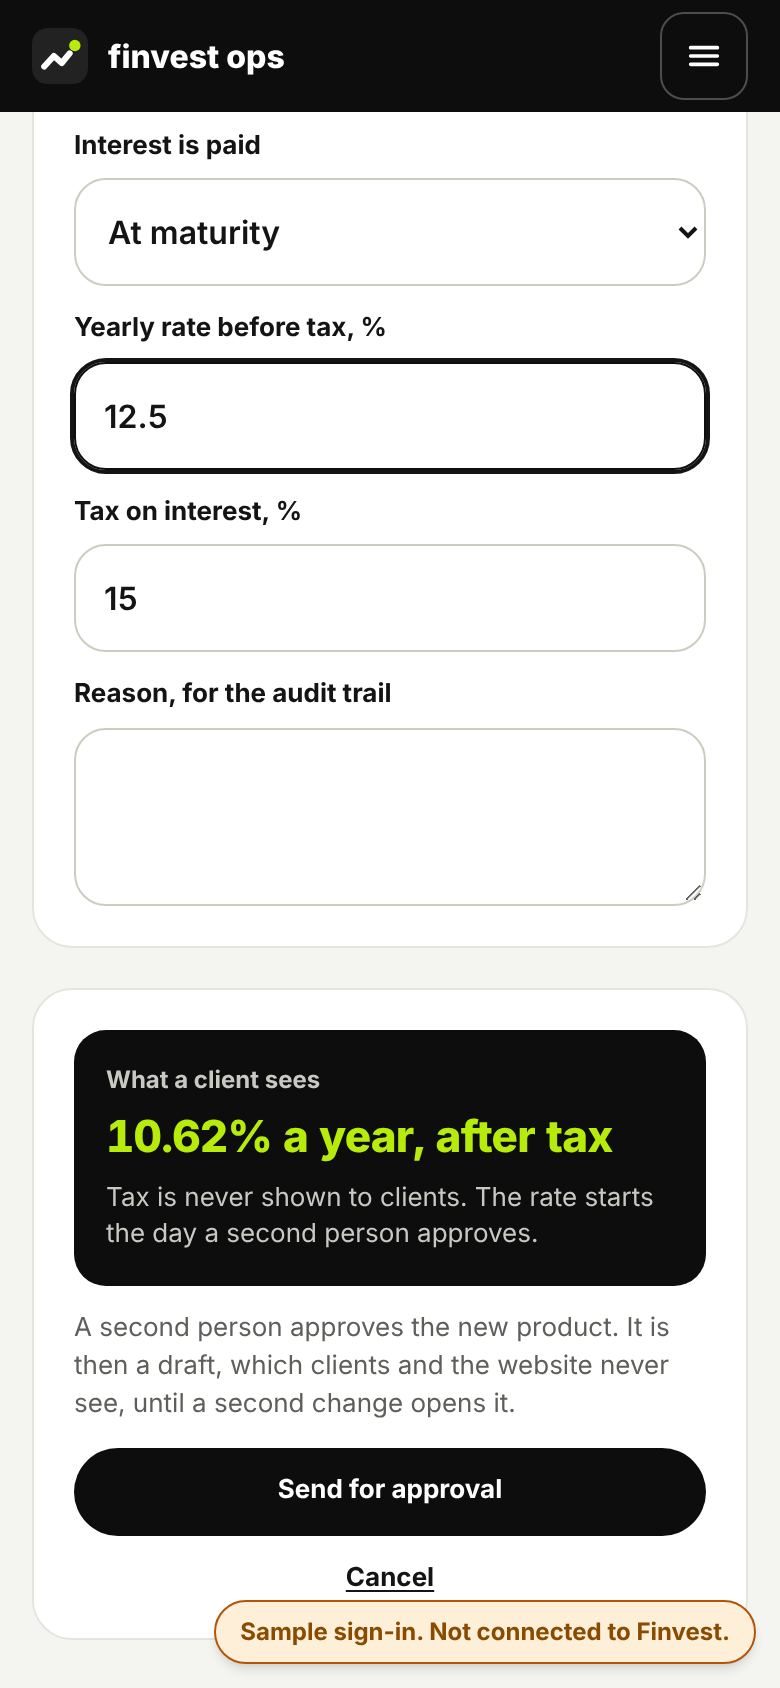 finvest ops
Interest is paid
At maturity
Yearly rate before tax, %
12.5
Tax on interest, %
15
Reason, for the audit trail
What a client sees
10.62% a year, after tax
Tax is never shown to clients. The rate starts
the day a second person approves.
A second person approves the new product. It is
then a draft, which clients and the website never
see, until a second change opens it.
Send for approval
Cancel
Sample sign-in. Not connected to Finvest.